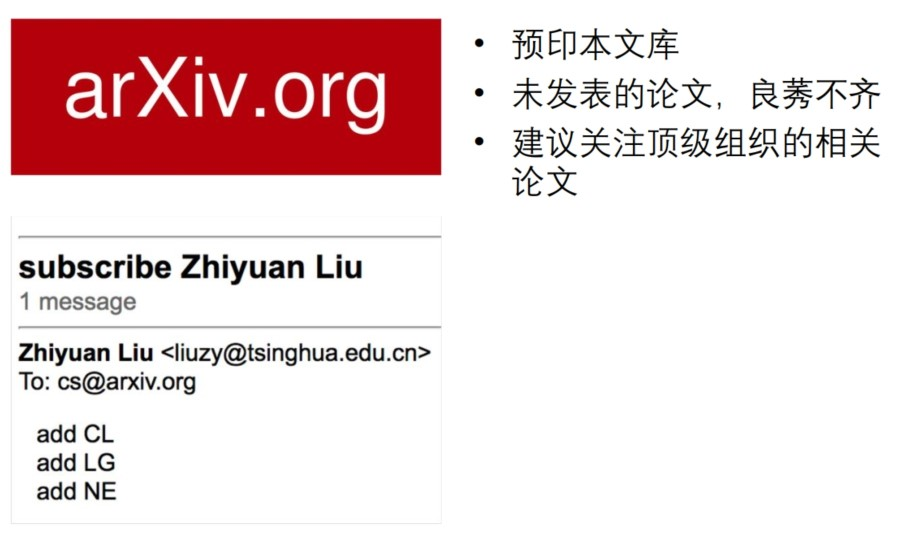 arXiv.org
• 预印本文库
• 未发表的论文，良莠不齐
• 建议关注顶级组织的相关
论文
subscribe Zhiyuan Liu
1 message
Zhiyuan Liu <liuzy@tsinghua.edu.cn>
To: cs@arxiv.org
add CL
add LG
add NE